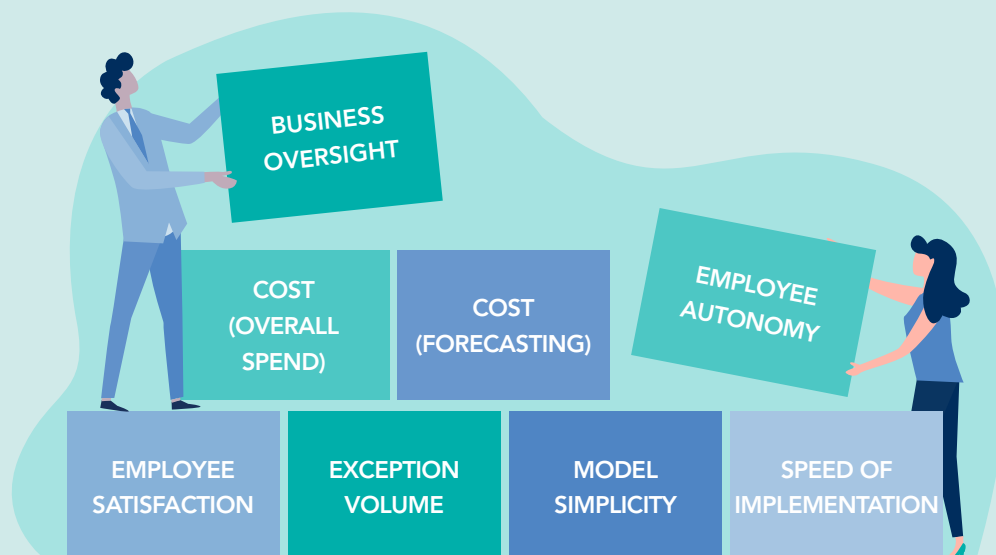 BUSINESS
OVERSIGHT
COST
(OVERALL
SPEND)
COST
(FORECASTING)
EMPLOYEE
AUTONOMY
EMPLOYEE
SATISFACTION
EXCEPTION
VOLUME
MODEL
SIMPLICITY
SPEED OF
IMPLEMENTATION